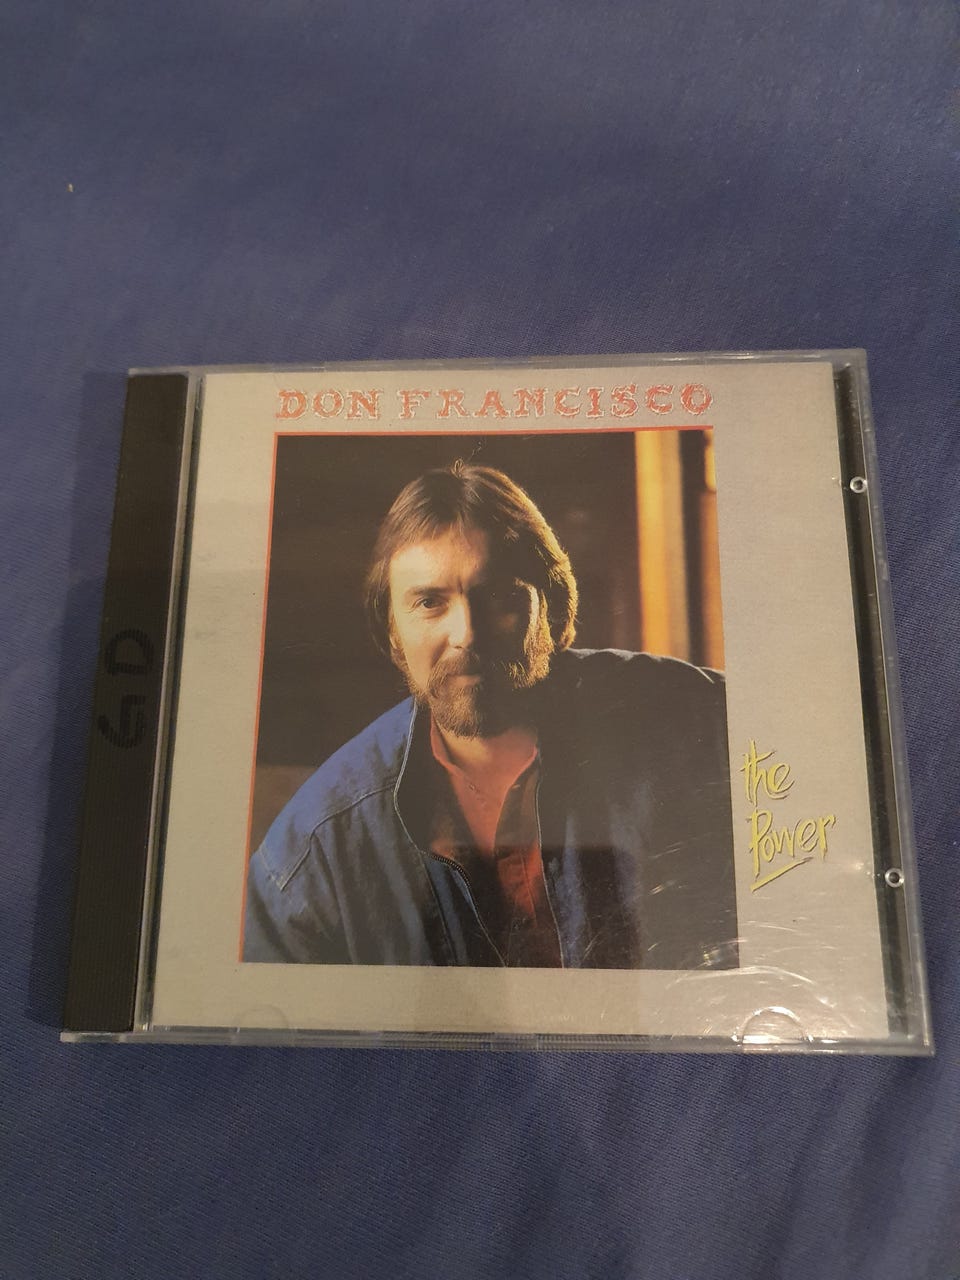 DON FRANCISCO
the
Power